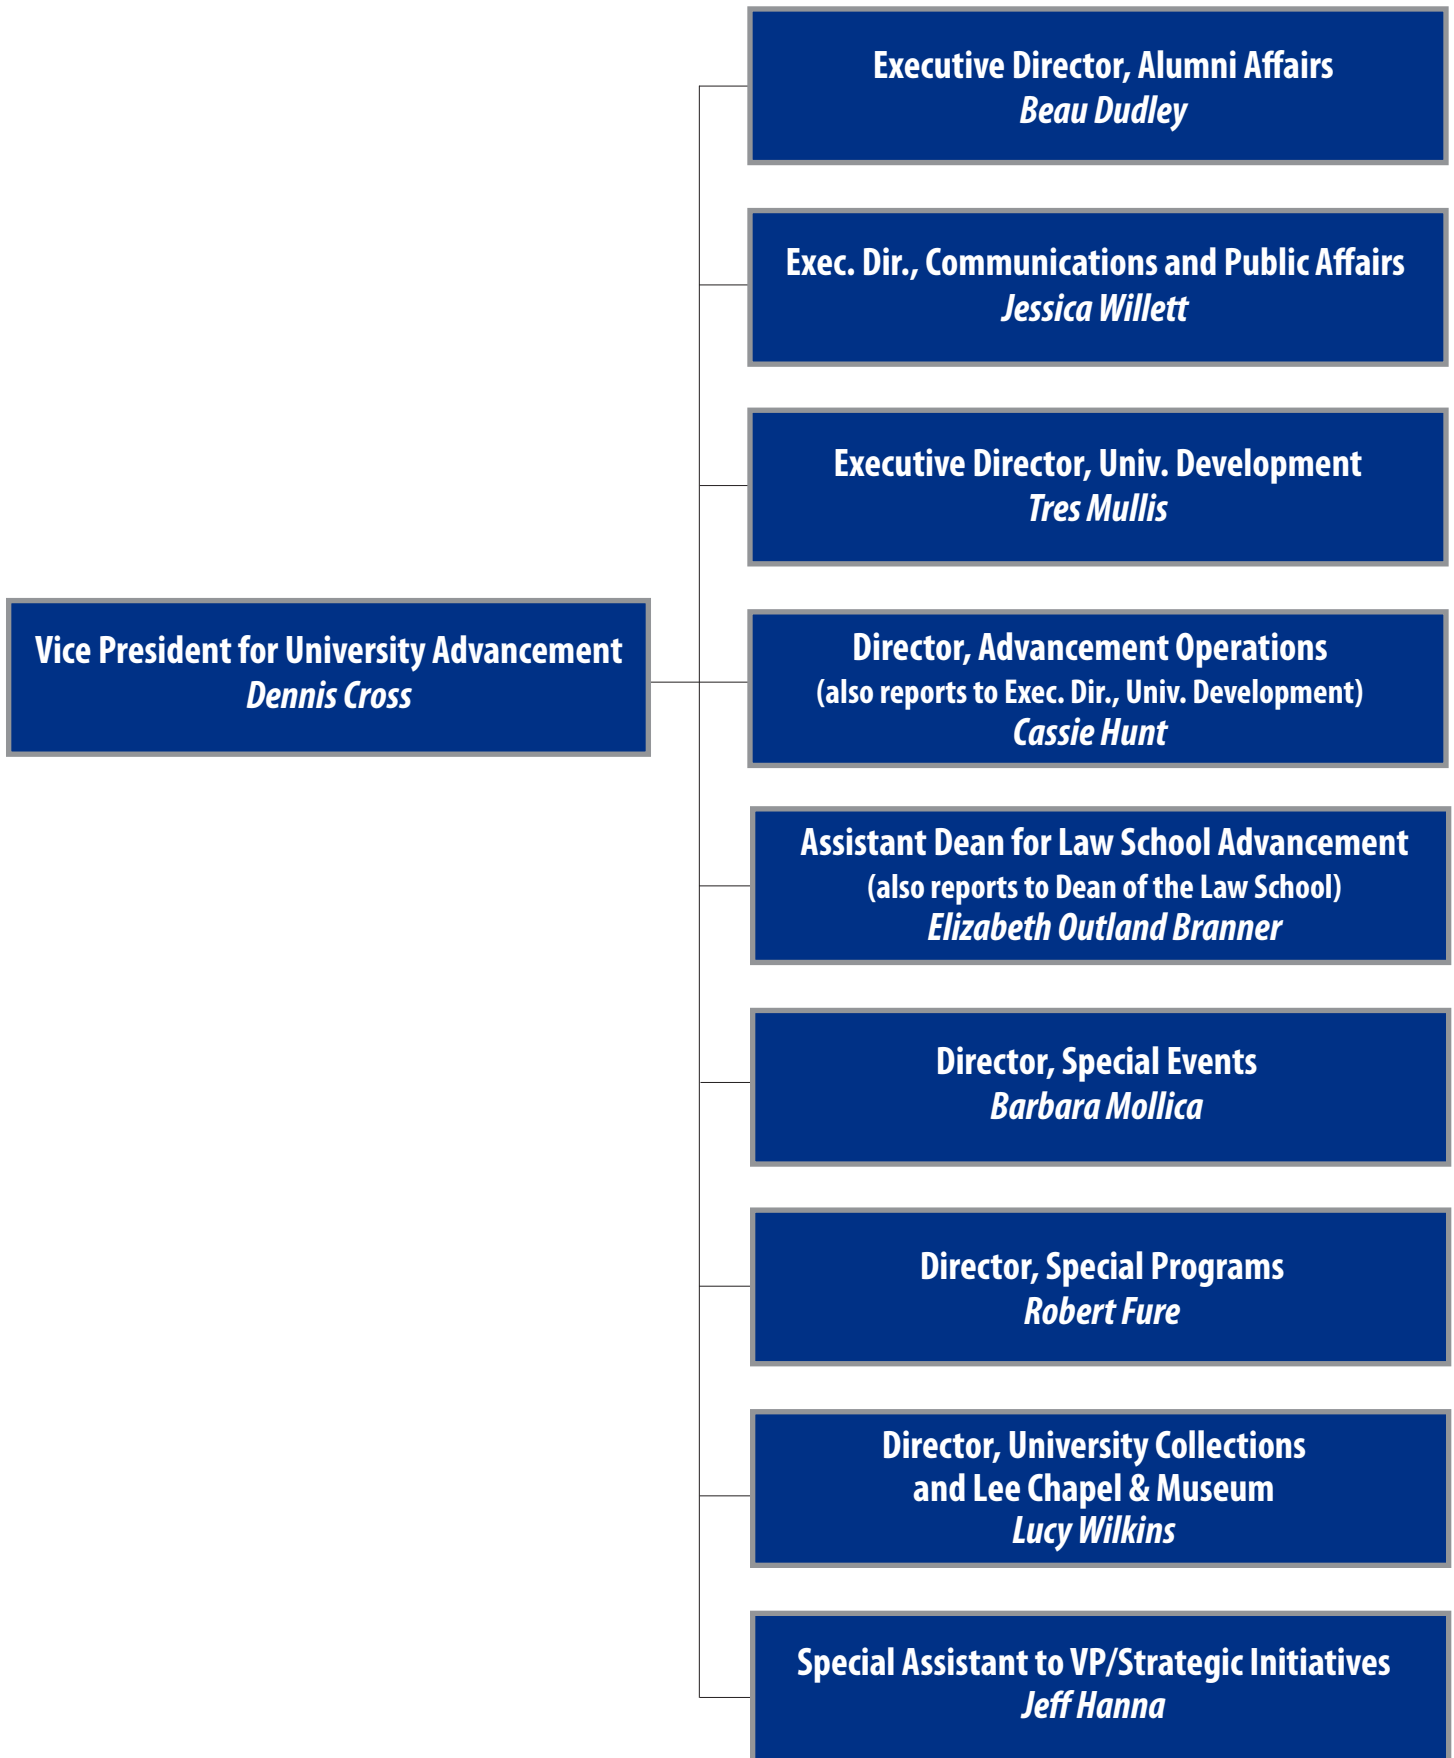 Executive Director, Alumni Affairs
Beau Dudley
Exec. Dir., Communications and Public Affairs
Jessica Willett
Executive Director, Univ. Development
Tres Mullis
Vice President for University Advancement
Dennis Cross
Director, Advancement Operations
(also reports to Exec. Dir., Univ. Development)
Cassie Hunt
Assistant Dean for Law School Advancement
(also reports to Dean of the Law School)
Elizabeth Outland Branner
Director, Special Events
Barbara Mollica
Director, Special Programs
Robert Fure
Director, University Collections
and Lee Chapel & Museum
Lucy Wilkins
Special Assistant to VP/Strategic Initiatives
Jeff Hanna